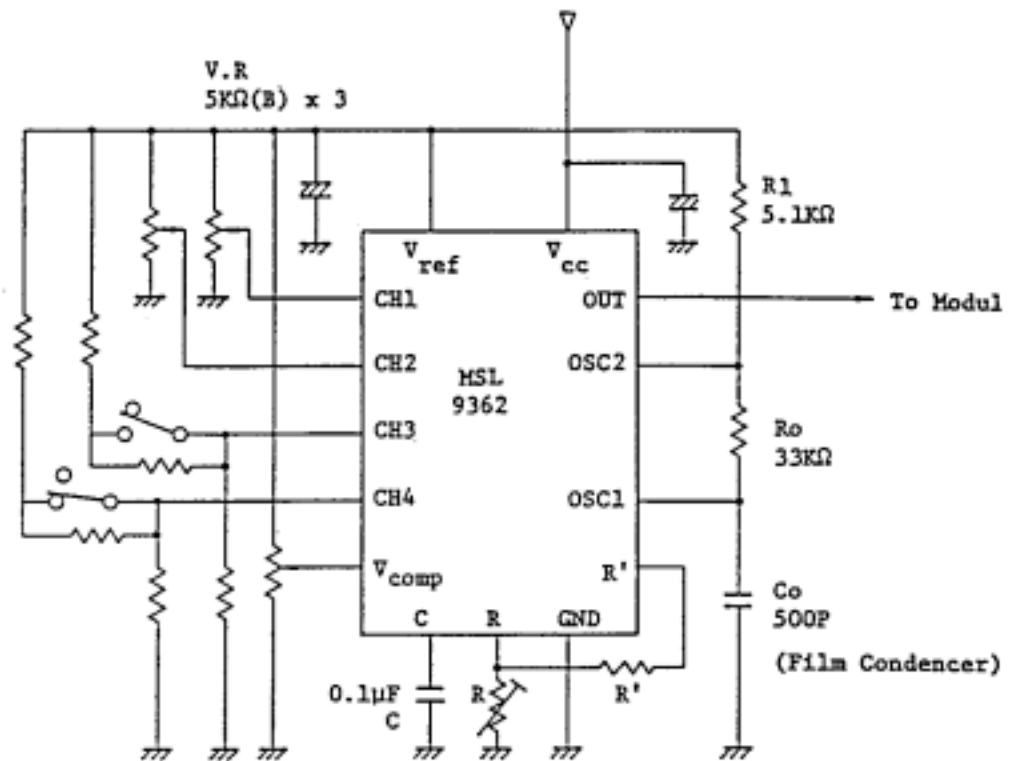 V.R
5KΩ(B) x 3
R1
5.1KΩ
Vref
Vcc
CH1
OUT
To Modul
CH2
OSC2
MSL
9362
CH3
Ro
33KΩ
CH4
OSC1
Vcomp
R'
Co
500P
(Film Condencer)
C
R
GND
0.1μF
C
R
R'